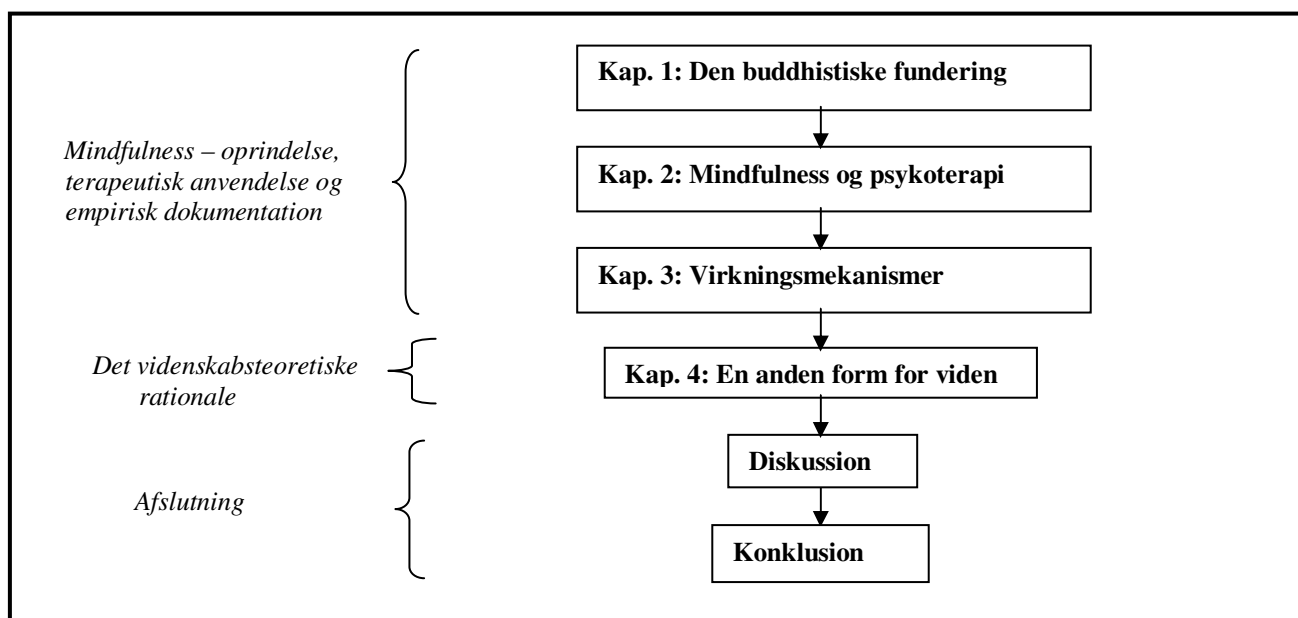 Kap. 1: Den buddhistiske fundering
Mindfulness – oprindelse,
terapeutisk anvendelse og
empirisk dokumentation
Kap. 2: Mindfulness og psykoterapi
Kap. 3: Virkningsmekanismer
Det videnskabsteoretiske
rationale
Kap. 4: En anden form for viden
Diskussion
Afslutning
Konklusion